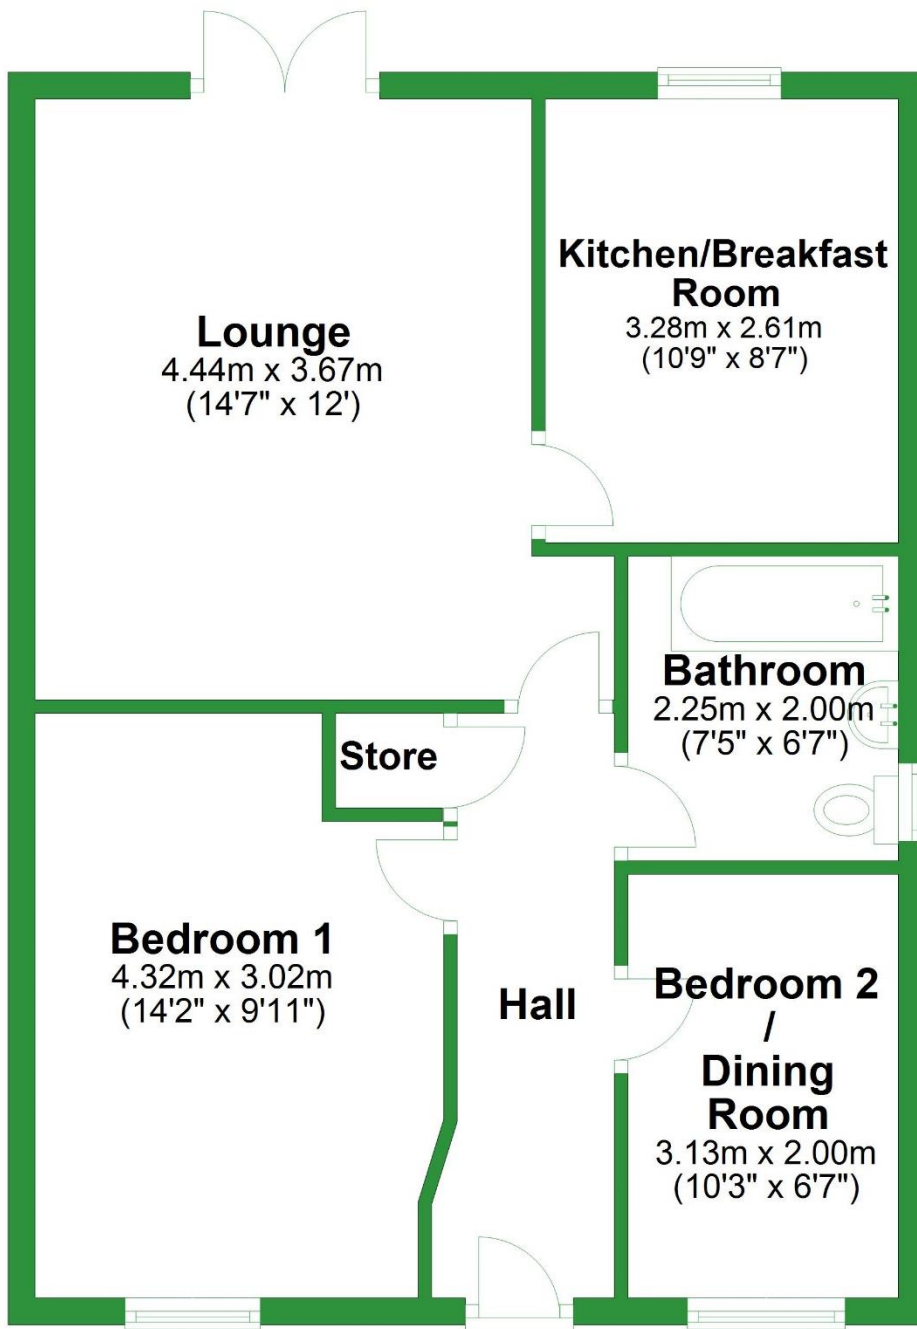 Lounge
4.44m x 3.67m
(14'7" x 12')
Kitchen/Breakfast
Room
3.28m x 2.61m
(10'9" x 8'7")
Bathroom
2.25m x 2.00m
(7'5" x 6'7")
Store
Bedroom 1
4.32m x 3.02m
(14'2" x 9'11")
Hall
Bedroom 2
/
Dining
Room
3.13m x 2.00m
(10'3" x 6'7")